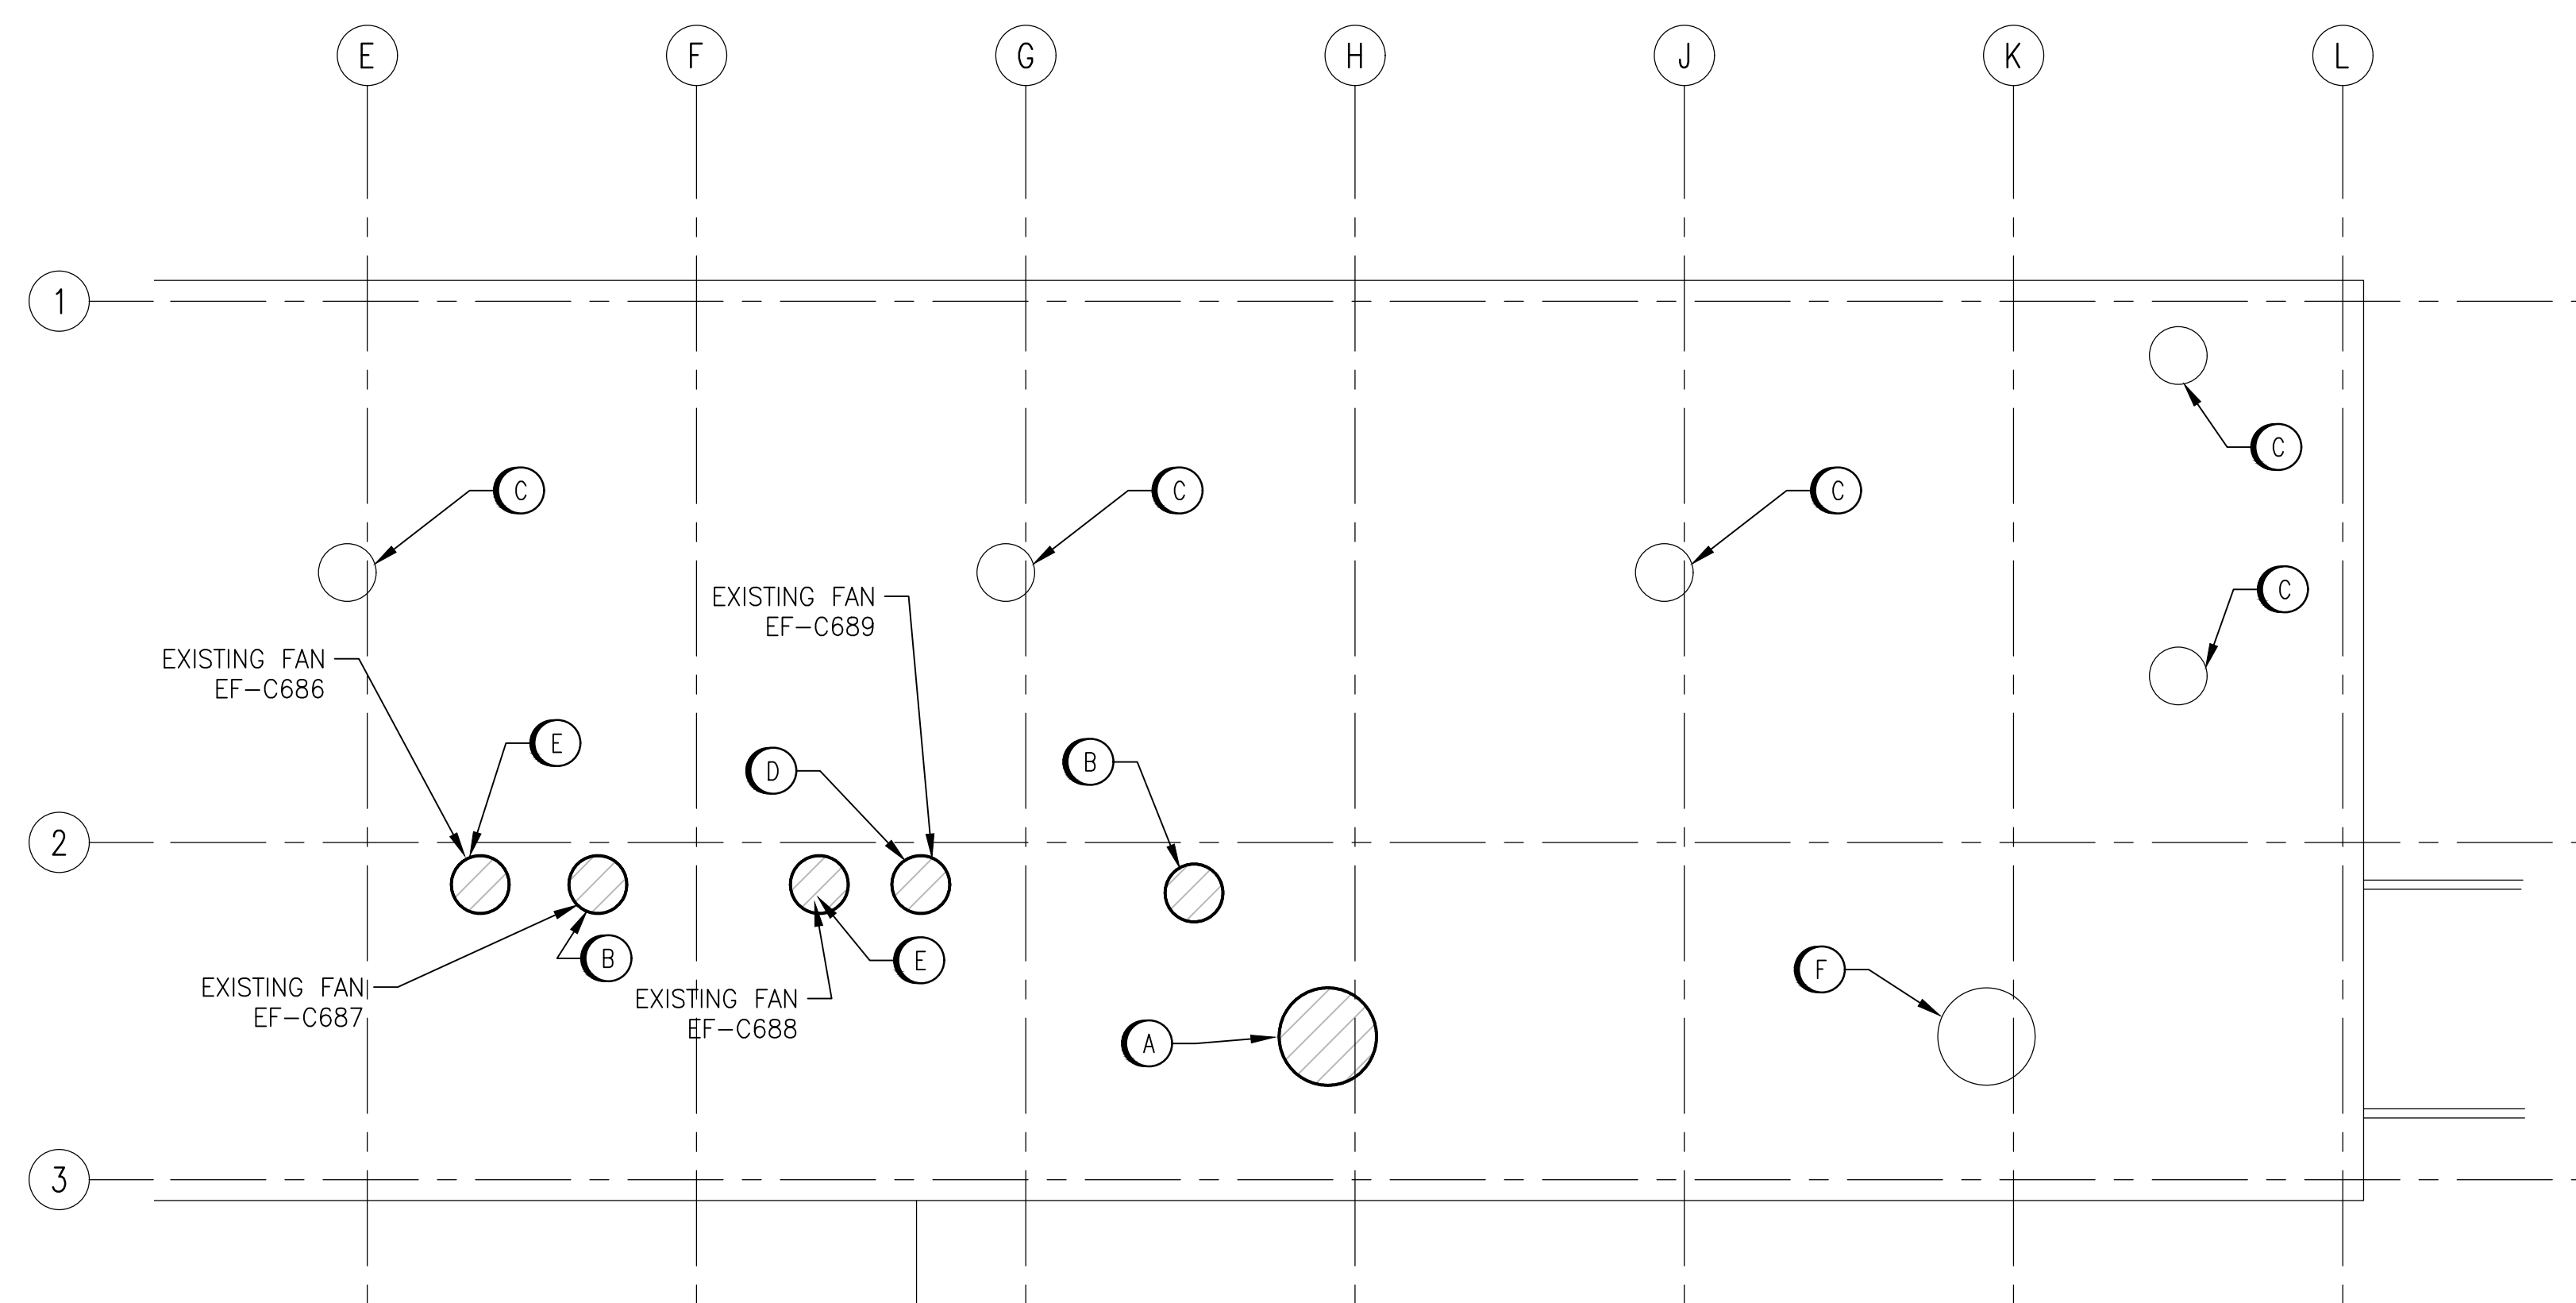 E
F
G
H
J
K
L
1
C
C
C
C
EXISTING FAN
EF-C689
C
EXISTING FAN
EF-C686
E
D
B
2
B
E
F
EXISTING FAN
EF-C687
EXISTING FAN
EF-C688
A
3